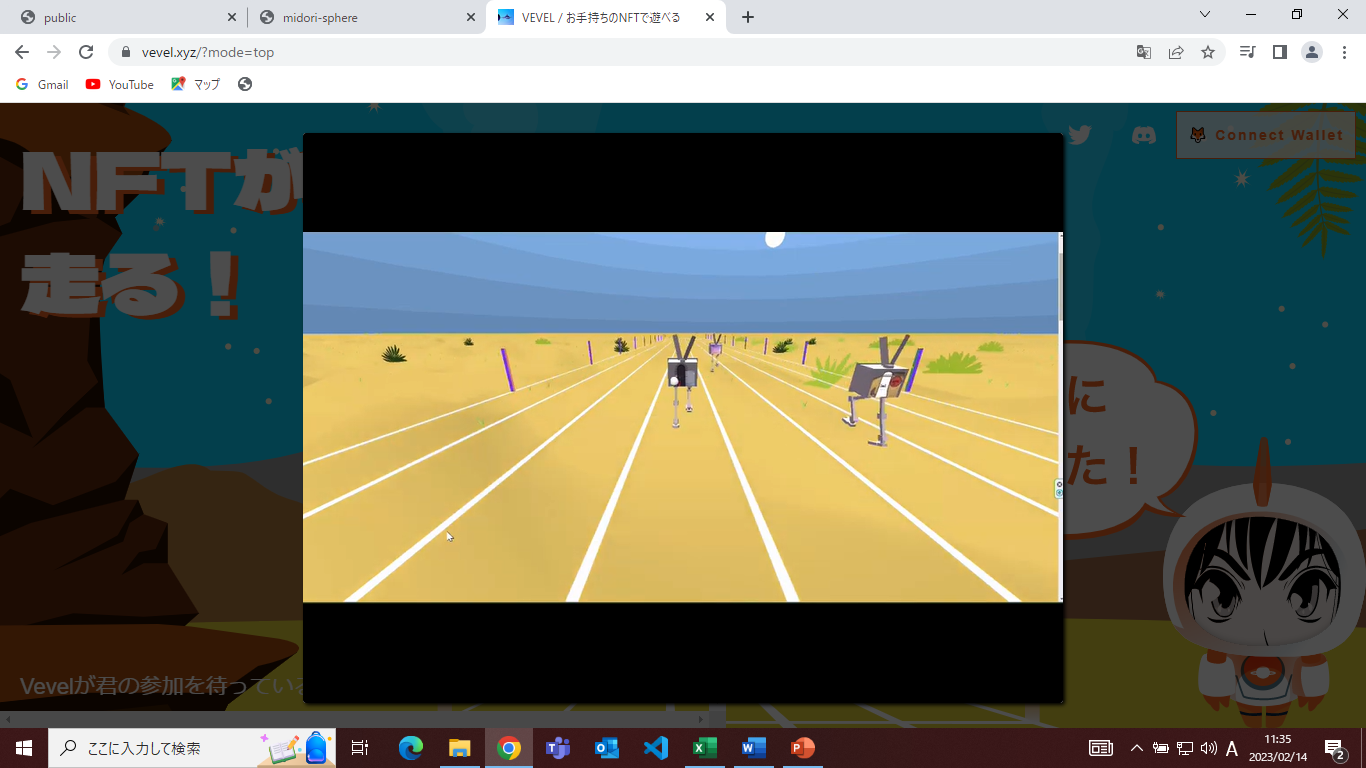 public
midori-sphere
VEVEL / お手持ちのNFTで遊べる
vevel.xyz/?mode=top
Gmail
YouTube
マップ
NFTが
走る！
Connect Wallet
に
た！
Vevelが君の参加を待っている
ここに入力して検索
A
11:35
2023/02/14
2